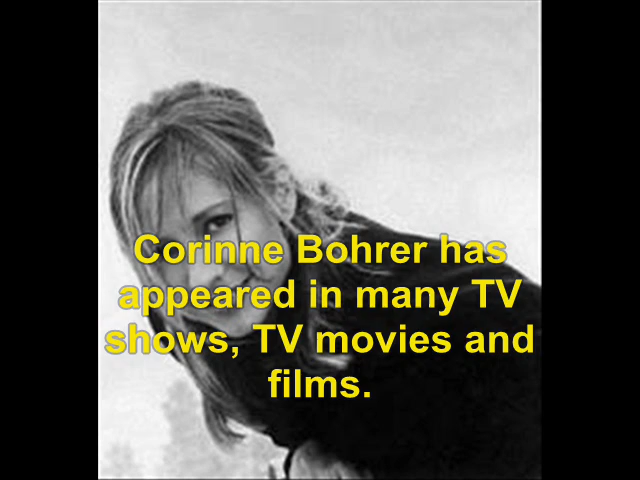 Corinne Bohrer has
appeared in many TV
shows, TV movies and
films.